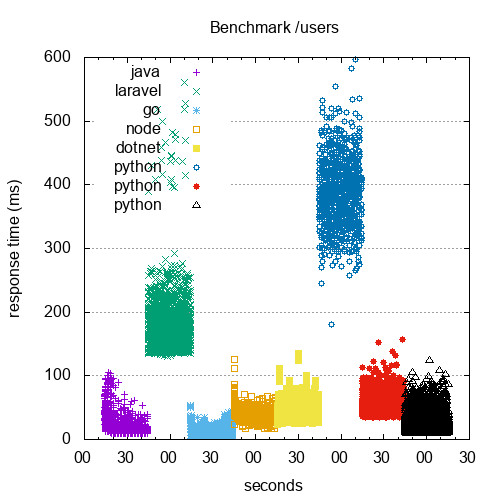 Benchmark /users
600
500
400
300
200
100
0
response time (ms)
java
laravel
go
node
dotnet
python
python
python
00 30 00 30 00 30 00 30 00 30
seconds